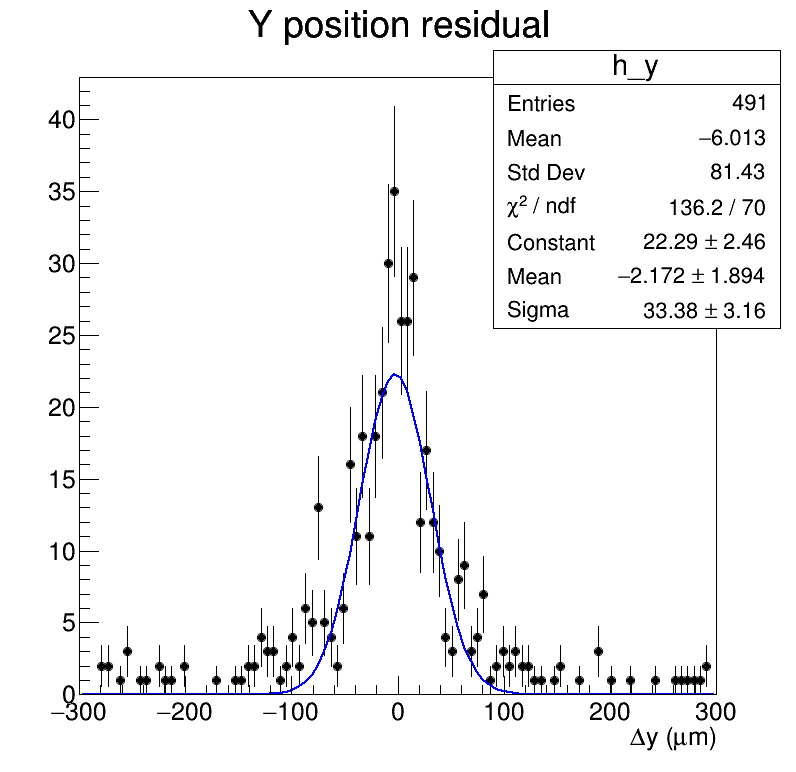 Y position residual
h_y
Entries 491
Mean −6.013
Std Dev 81.43
χ² / ndf 136.2 / 70
Constant 22.29 ± 2.46
Mean −2.172 ± 1.894
Sigma 33.38 ± 3.16
40
35
30
25
20
15
10
5
0
−300 −200 −100 0 100 200 300
Δy (μm)